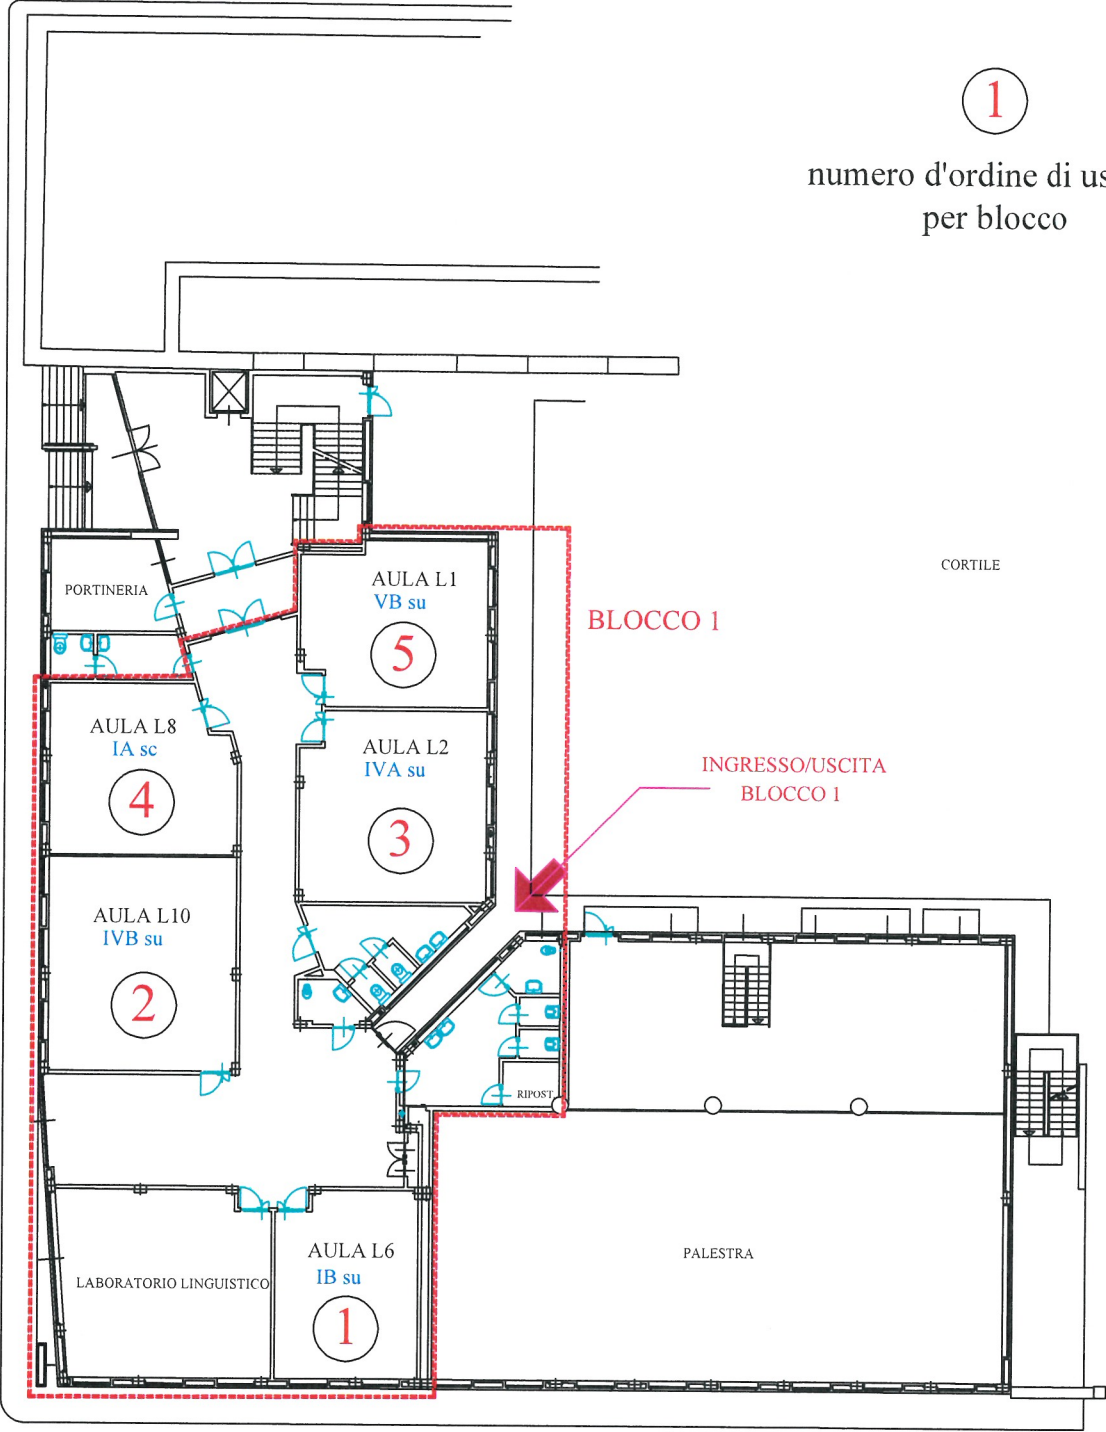 1
numero d'ordine di us
per blocco
CORTILE
PORTINERIA
AULA L1
VB su
5
BLOCCO 1
AULA L8
IA sc
4
AULA L2
IVA su
3
INGRESSO/USCITA
BLOCCO 1
AULA L10
IVB su
2
RIPOST.
AULA L6
IB su
1
LABORATORIO LINGUISTICO
PALESTRA